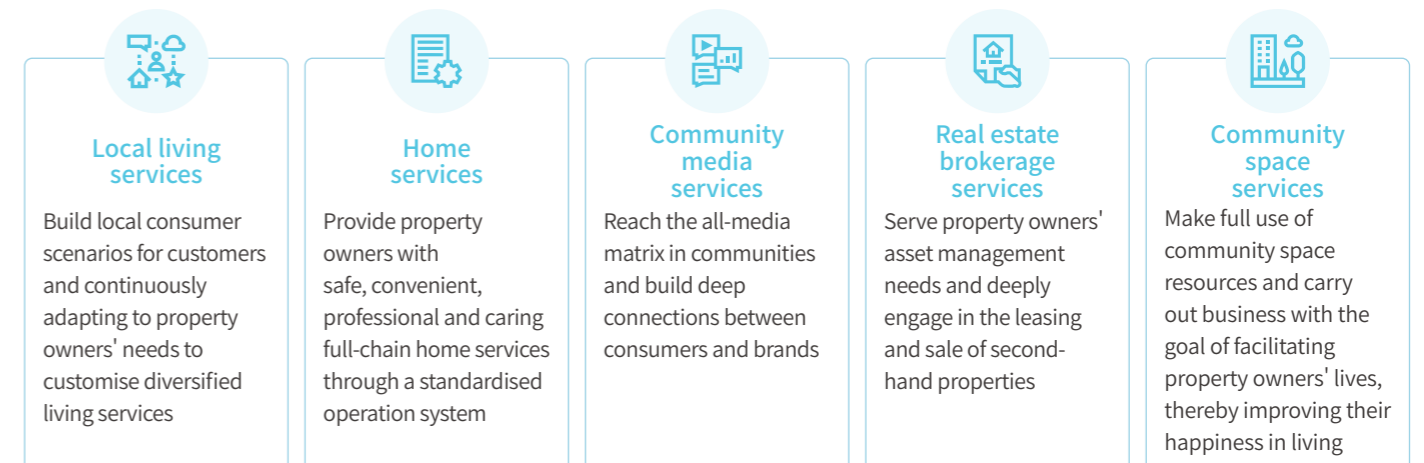 Local living
services
Build local consumer
scenarios for customers
and continuously
adapting to property
owners' needs to
customise diversified
living services
Home
services
Provide property
owners with
safe, convenient,
professional and caring
full-chain home services
through a standardised
operation system
Community
media
services
Reach the all-media
matrix in communities
and build deep
connections between
consumers and brands
Real estate
brokerage
services
Serve property owners'
asset management
needs and deeply
engage in the leasing
and sale of second-
hand properties
Community
space
services
Make full use of
community space
resources and carry
out business with the
goal of facilitating
property owners' lives,
thereby improving their
happiness in living